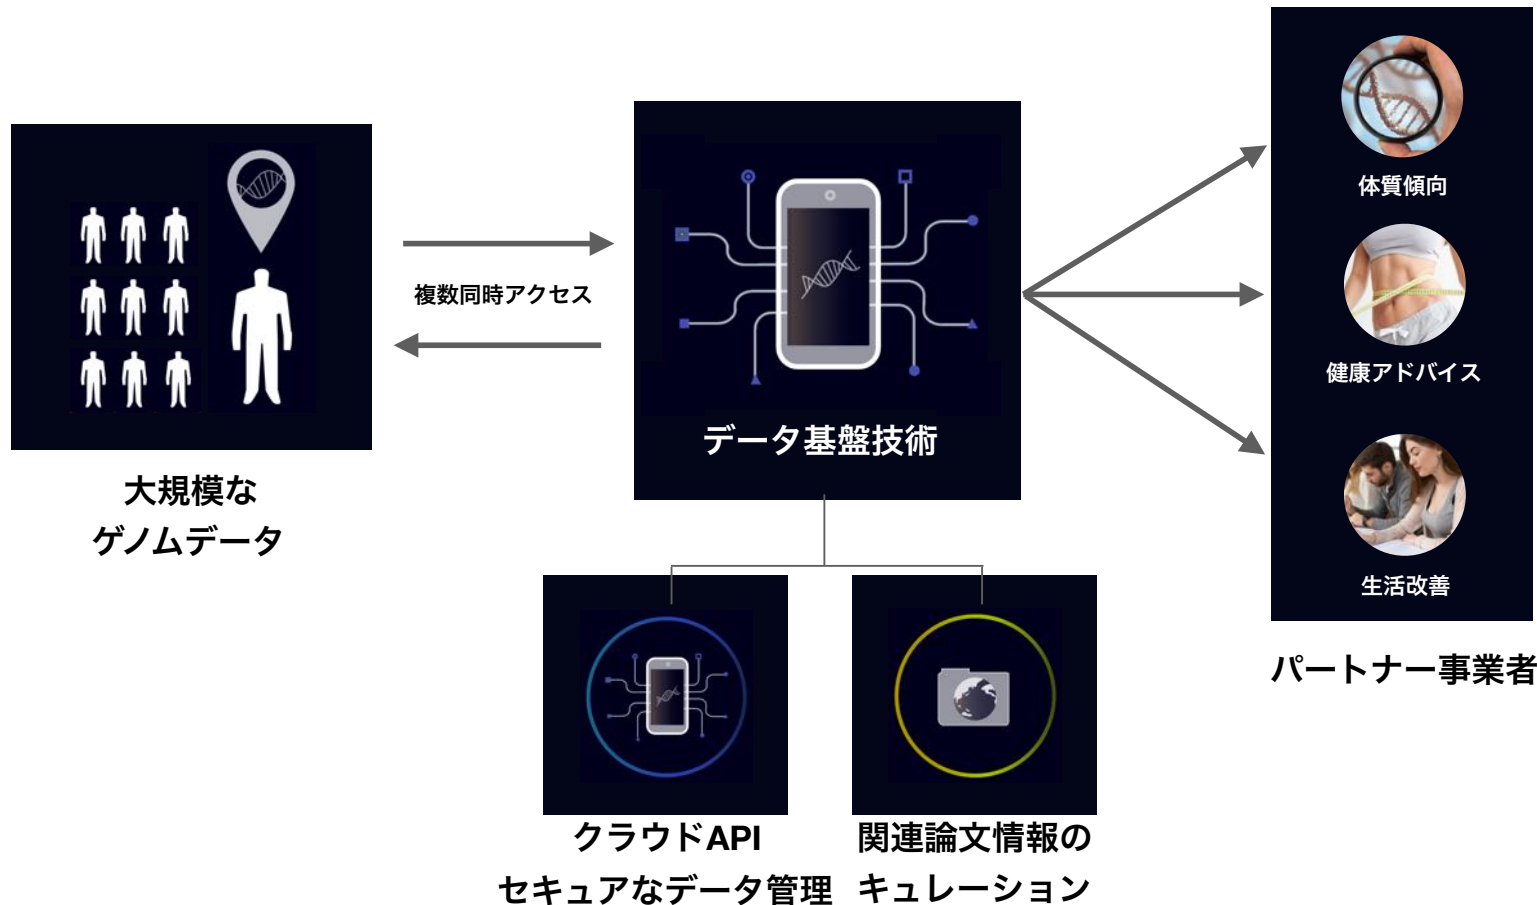 大規模な
ゲノムデータ
複数同時アクセス
データ基盤技術
クラウドAPI
セキュアなデータ管理
関連論文情報の
キュレーション
体質傾向
健康アドバイス
生活改善
パートナー事業者